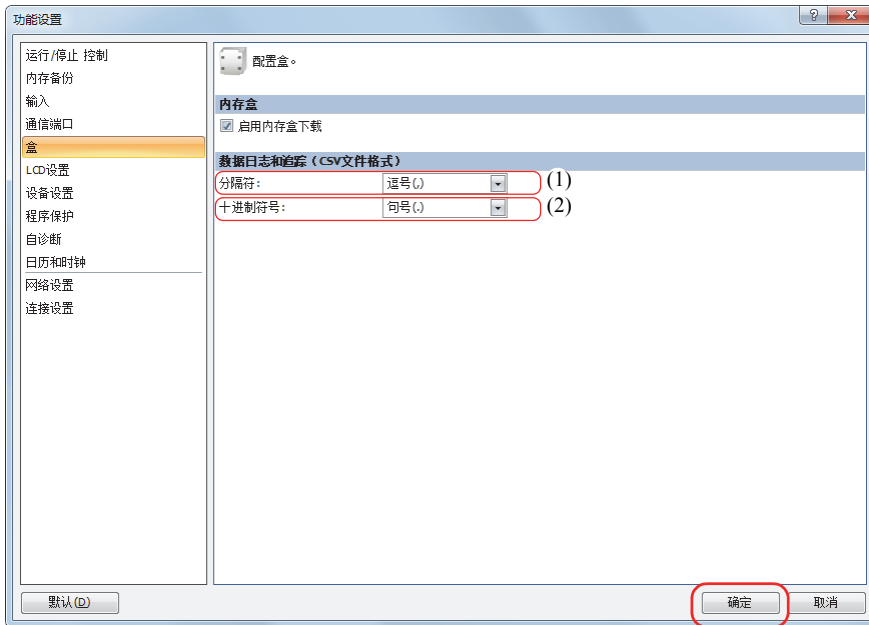 功能设置
?
X
运行/停止 控制
内存备份
输入
通信端口
盒
LCD设置
设备设置
程序保护
自诊断
日历和时钟
网络设置
连接设置
配置盒。
内存盒
启用内存盒下载
数据日志和追踪（CSV文件格式）
分隔符: 逗号(,) (1)
十进制符号: 句号(.) (2)
默认(D)
确定
取消